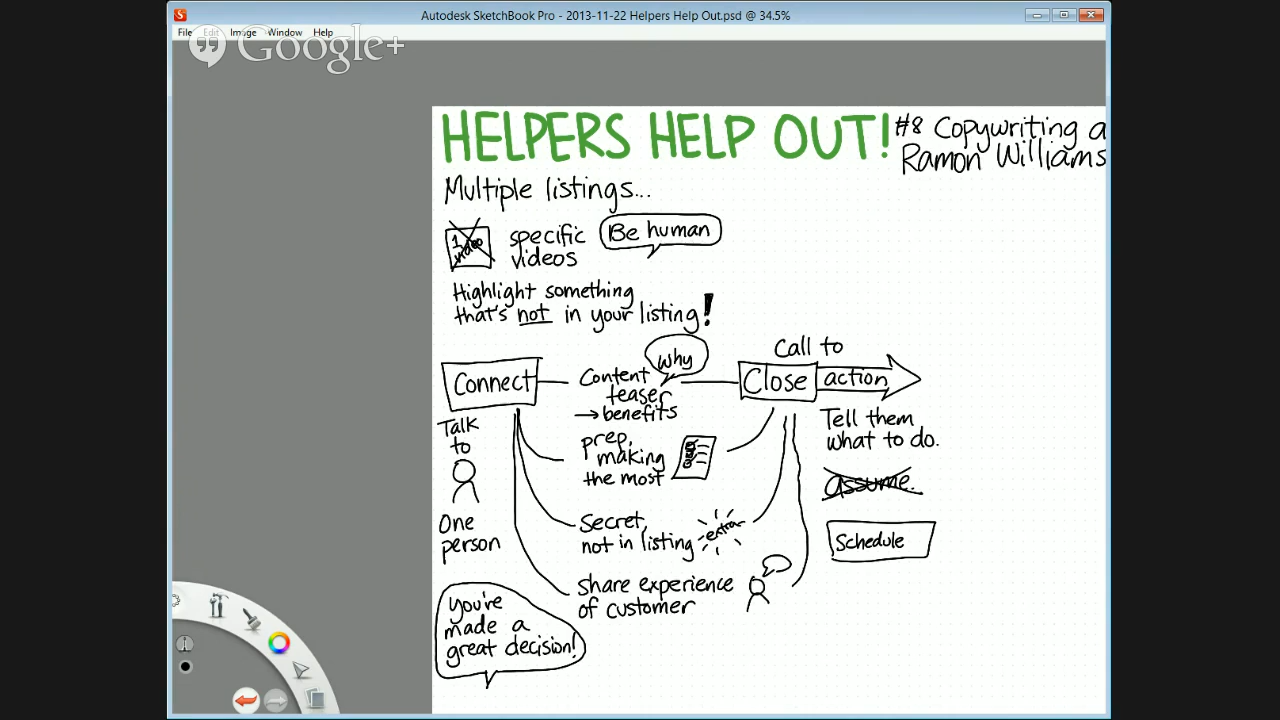 Autodesk SketchBook Pro - 2013-11-22 Helpers Help Out.psd @ 34.5%
File Edit Image Window Help
Google+
HELPERS HELP OUT!
#8 Copywriting a
Ramon Williams
Multiple listings...
1
video
specific
videos
Be human
Highlight something
that's not in your listing!
Connect
Content
teaser
→ benefits
why
Close
Call to
action
Talk
to
One
person
prep,
making
the most
Secret,
not in listing
extra
share experience
of customer
Tell them
what to do.
assume.
Schedule
You're
made a
great decision!